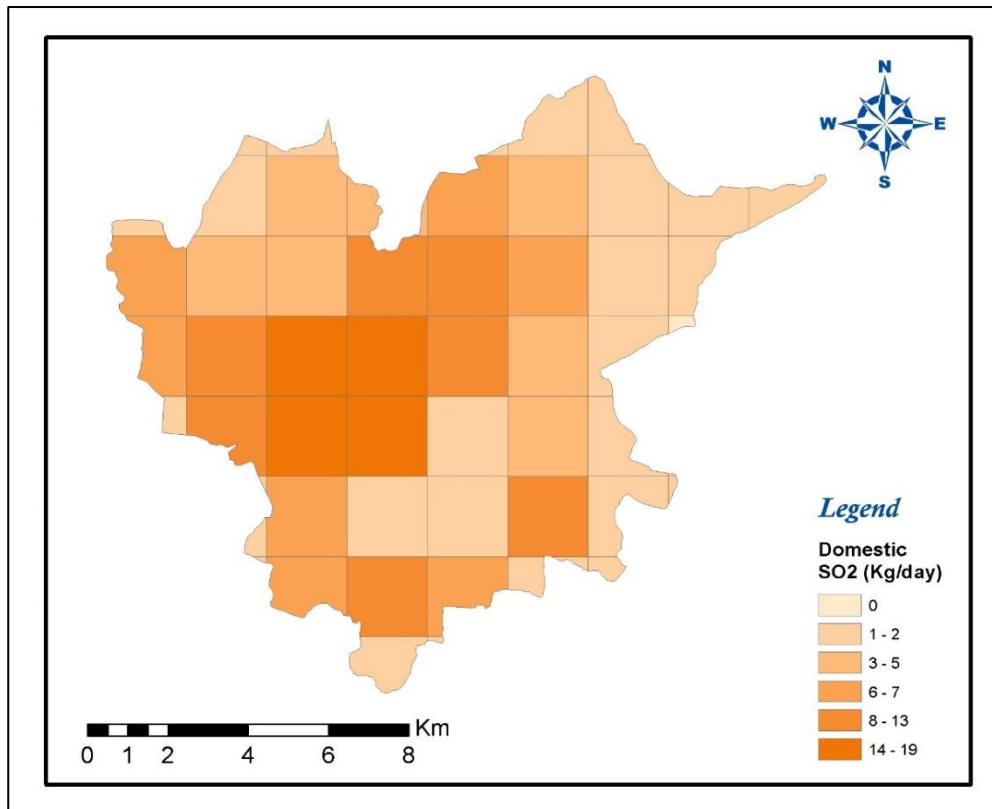 N
W E
S
Legend
Domestic
SO2 (Kg/day)
0
1 - 2
3 - 5
6 - 7
8 - 13
14 - 19
Km
0 1 2 4 6 8